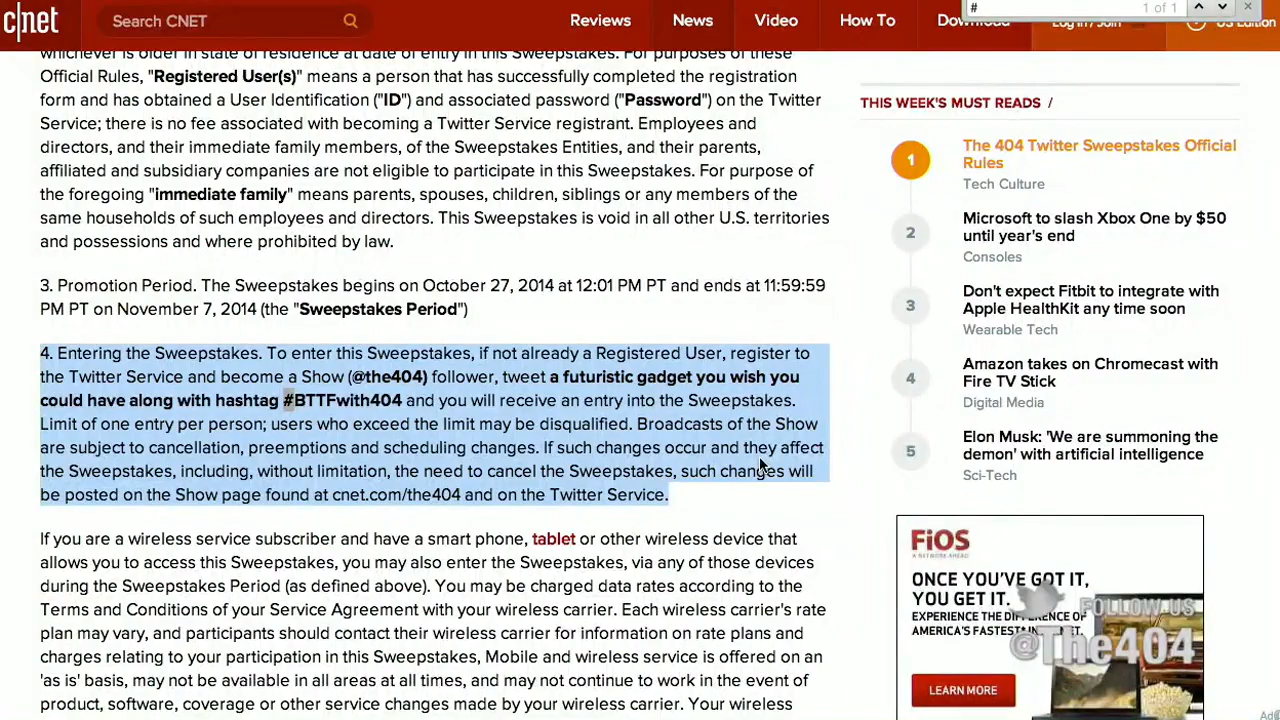 c|net
Search CNET
Reviews
News
Video
How To
Download
Log In / Join
US Edition
#
1 of 1
whichever is older in state of residence at date of entry in this Sweepstakes. For purposes of these
Official Rules, "Registered User(s)" means a person that has successfully completed the registration
form and has obtained a User Identification ("ID") and associated password ("Password") on the Twitter
Service; there is no fee associated with becoming a Twitter Service registrant. Employees and
directors, and their immediate family members, of the Sweepstakes Entities, and their parents,
affiliated and subsidiary companies are not eligible to participate in this Sweepstakes. For purpose of
the foregoing "immediate family" means parents, spouses, children, siblings or any members of the
same households of such employees and directors. This Sweepstakes is void in all other U.S. territories
and possessions and where prohibited by law.
3. Promotion Period. The Sweepstakes begins on October 27, 2014 at 12:01 PM PT and ends at 11:59:59
PM PT on November 7, 2014 (the "Sweepstakes Period")
4. Entering the Sweepstakes. To enter this Sweepstakes, if not already a Registered User, register to
the Twitter Service and become a Show (@the404) follower, tweet a futuristic gadget you wish you
could have along with hashtag #BTTFwith404 and you will receive an entry into the Sweepstakes.
Limit of one entry per person; users who exceed the limit may be disqualified. Broadcasts of the Show
are subject to cancellation, preemptions and scheduling changes. If such changes occur and they affect
the Sweepstakes, including, without limitation, the need to cancel the Sweepstakes, such changes will
be posted on the Show page found at cnet.com/the404 and on the Twitter Service.
If you are a wireless service subscriber and have a smart phone, tablet or other wireless device that
allows you to access the Sweepstakes, you may also enter the Sweepstakes, via any of those devices
during the Sweepstakes Period (as defined above). You may be charged data rates according to the
Terms and Conditions of your Service Agreement with your wireless carrier. Each wireless carrier's rate
plan may vary, and participants should contact their wireless carrier for information on rate plans and
charges relating to your participation in this Sweepstakes, Mobile and wireless service is offered on an
'as is' basis, may not be available in all areas at all times and may not continue to work in the event of
product, software, coverage or other service changes made by your wireless carrier. Your wireless
THIS WEEK'S MUST READS /
1
The 404 Twitter Sweepstakes Official
Rules
Tech Culture
2
Microsoft to slash Xbox One by $50
until year's end
Consoles
3
Don't expect Fitbit to integrate with
Apple HealthKit any time soon
Wearable Tech
4
Amazon takes on Chromecast with
Fire TV Stick
Digital Media
5
Elon Musk: 'We are summoning the
demon' with artificial intelligence
Sci-Tech
FiOS
A NETWORK AHEAD
ONCE YOU'VE GOT IT,
YOU GET IT.
EXPERIENCE THE DIFFERENCE OF
AMERICA'S FASTEST INTERNET.
LEARN MORE
FOLLOW US
@The404
Ad